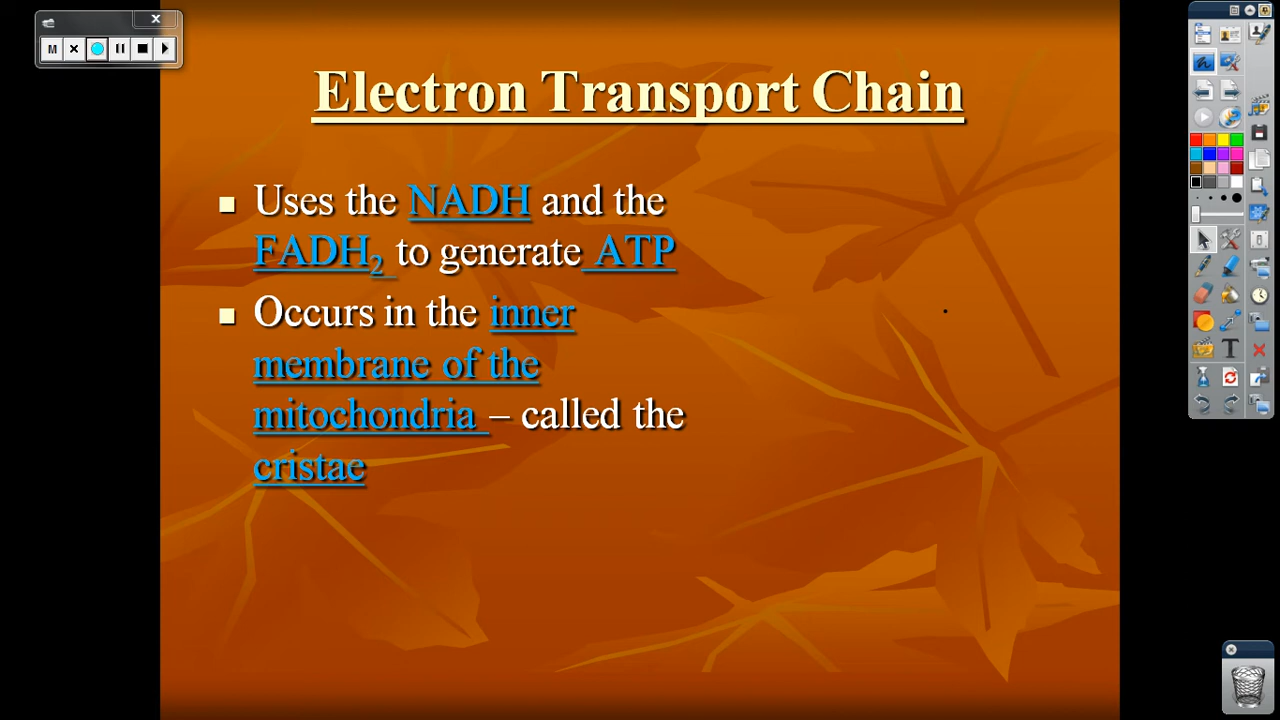 M
Electron Transport Chain
Uses the NADH and the
FADH₂ to generate ATP
Occurs in the inner
membrane of the
mitochondria – called the
cristae
T